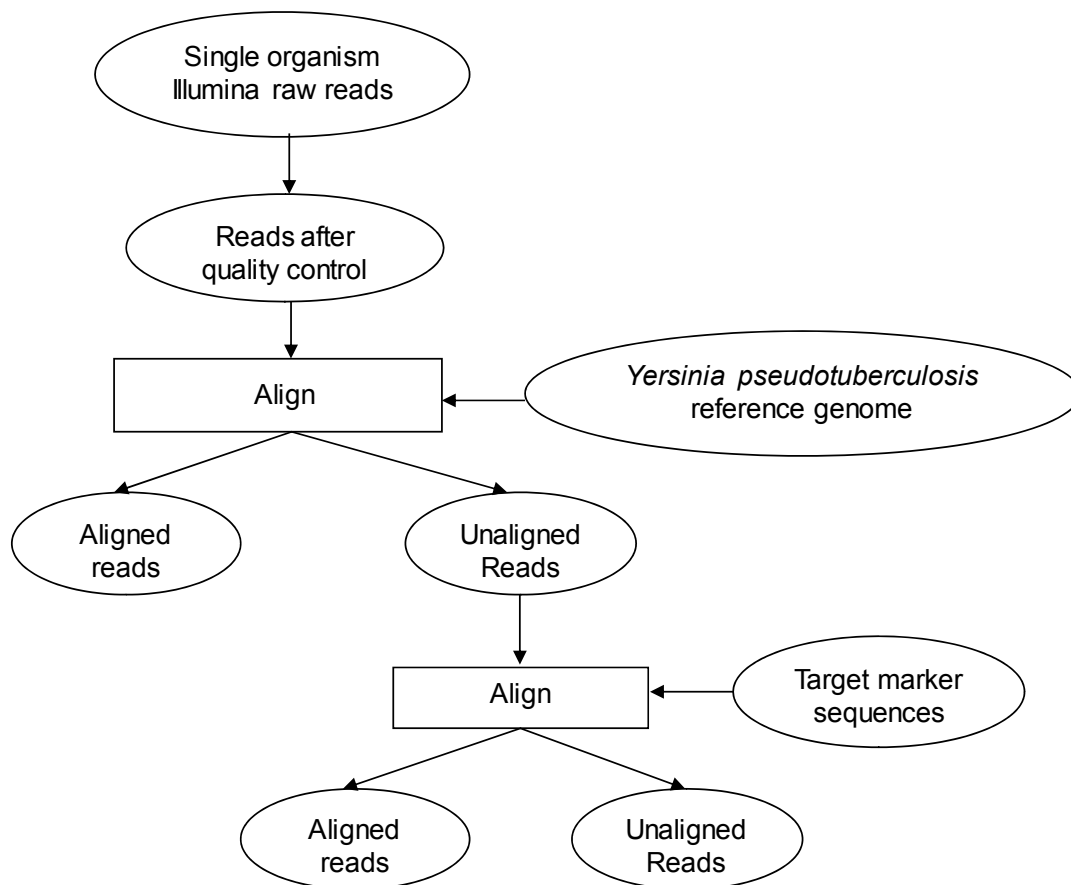 Single organism
Illumina raw reads
Reads after
quality control
Align
Yersinia pseudotuberculosis
reference genome
Aligned
reads
Unaligned
Reads
Align
Target marker
sequences
Aligned
reads
Unaligned
Reads